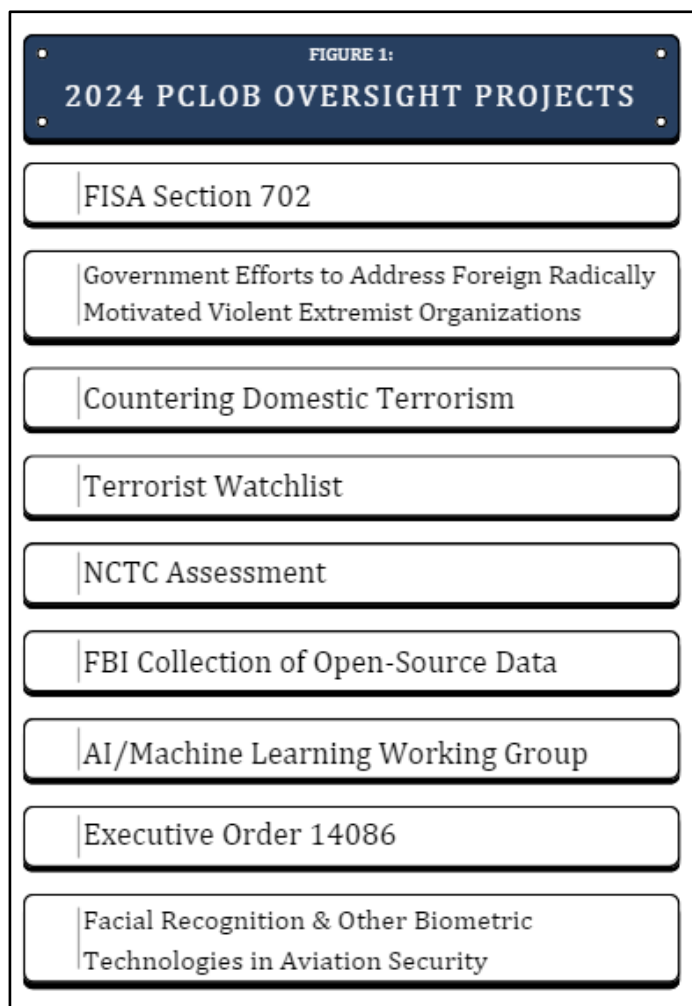 FIGURE 1:
2024 PCLOB OVERSIGHT PROJECTS
FISA Section 702
Government Efforts to Address Foreign Radically
Motivated Violent Extremist Organizations
Countering Domestic Terrorism
Terrorist Watchlist
NCTC Assessment
FBI Collection of Open-Source Data
AI/Machine Learning Working Group
Executive Order 14086
Facial Recognition & Other Biometric
Technologies in Aviation Security